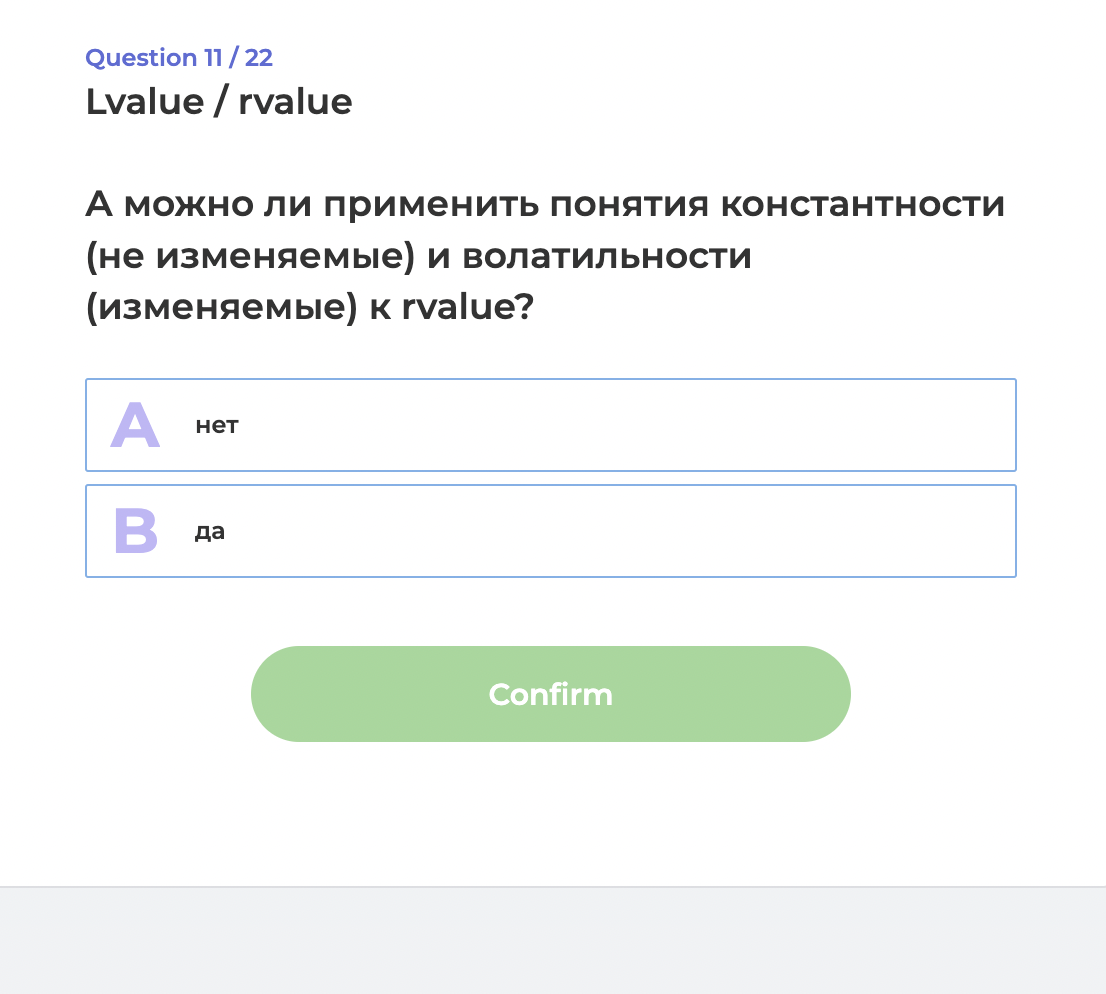 Question 11 / 22
Lvalue / rvalue
А можно ли применить понятия константности
(не изменяемые) и волатильности
(изменяемые) к rvalue?
A нет
B да
Confirm